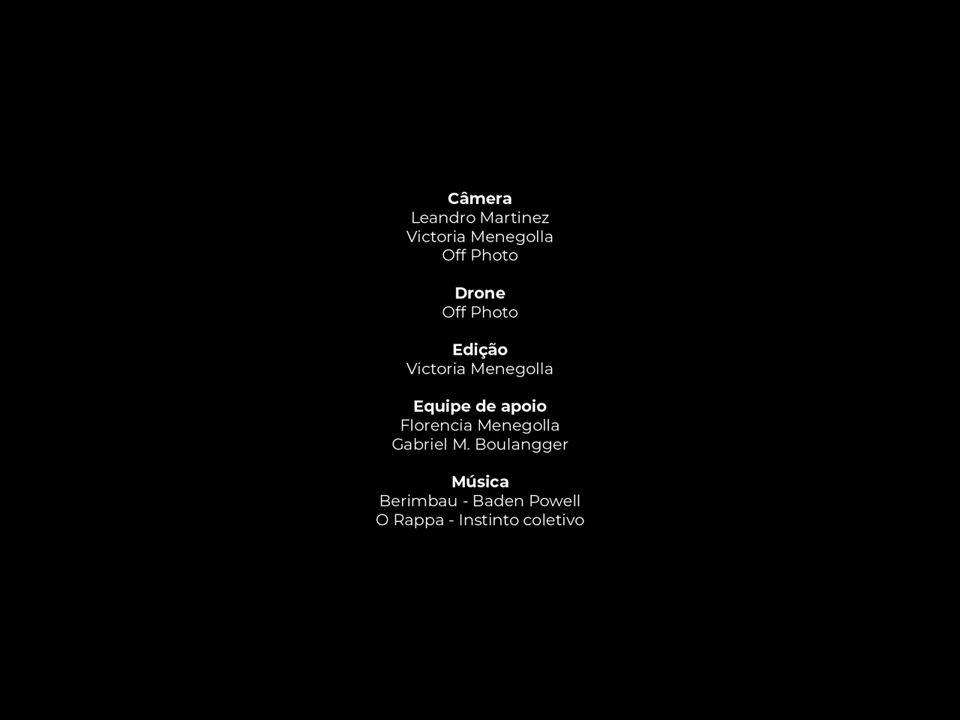 Câmera
Leandro Martinez
Victoria Menegolla
Off Photo
Drone
Off Photo
Edição
Victoria Menegolla
Equipe de apoio
Florencia Menegolla
Gabriel M. Boulangger
Música
Berimbau - Baden Powell
O Rappa - Instinto coletivo